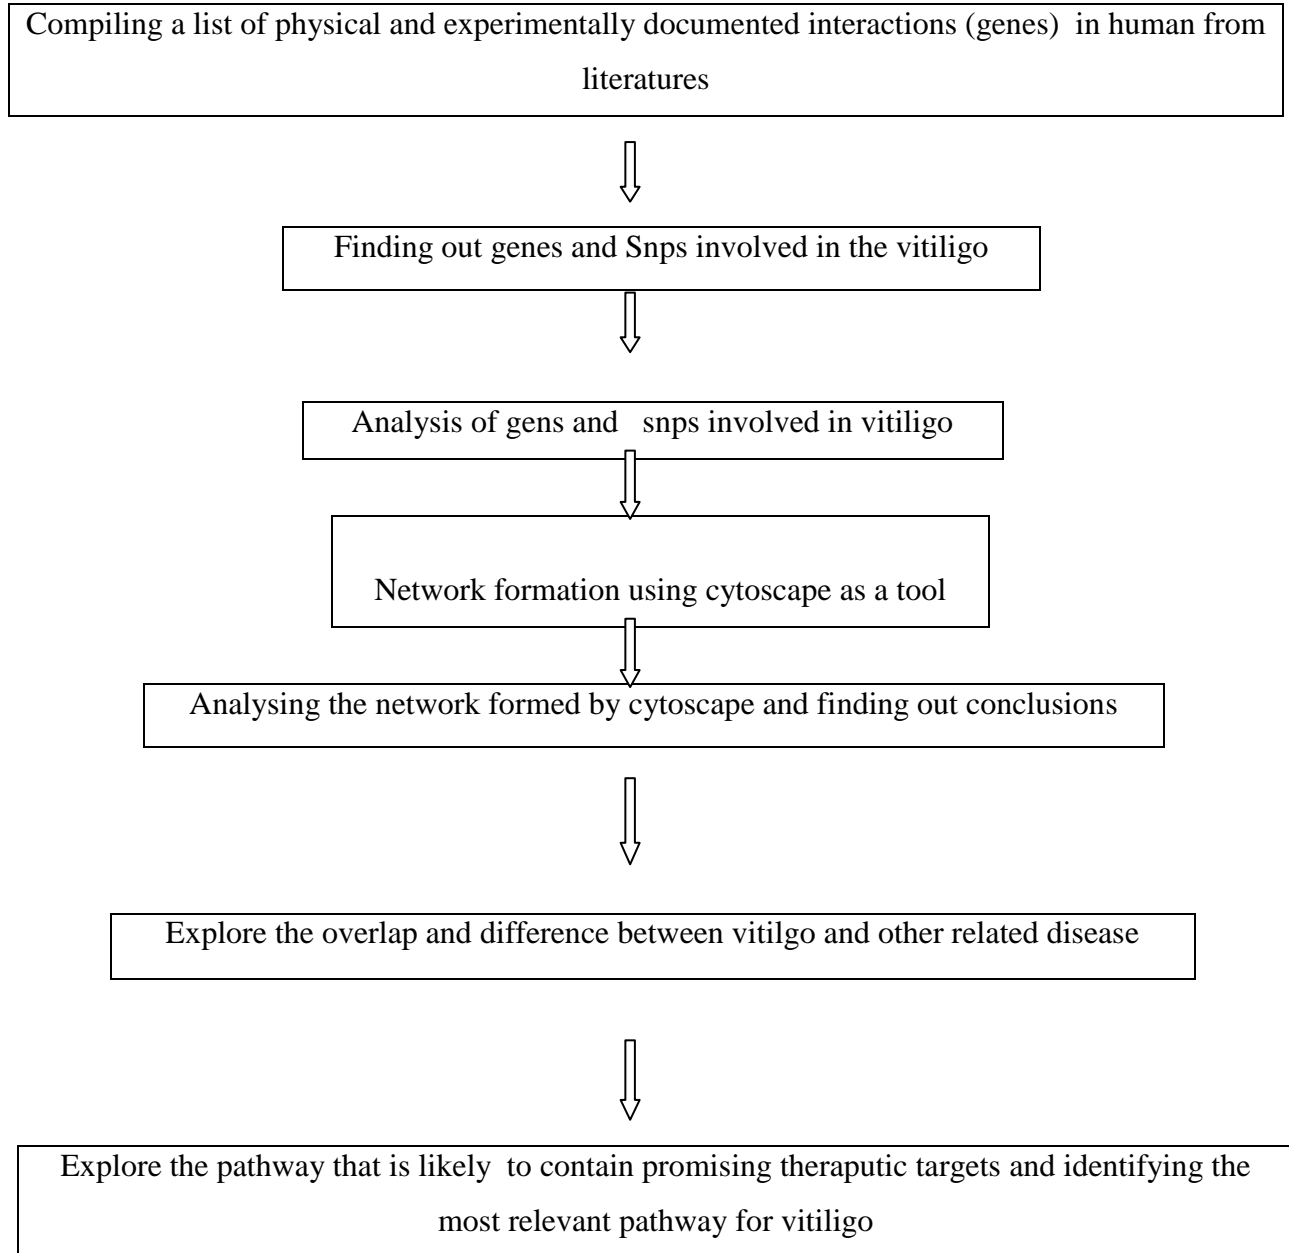 Compiling a list of physical and experimentally documented interactions (genes)  in human from
literatures
Finding out genes and Snps involved in the vitiligo
Analysis of gens and   snps involved in vitiligo
Network formation using cytoscape as a tool
Analysing the network formed by cytoscape and finding out conclusions
Explore the overlap and difference between vitilgo and other related disease
Explore the pathway that is likely  to contain promising theraputic targets and identifying the
most relevant pathway for vitiligo